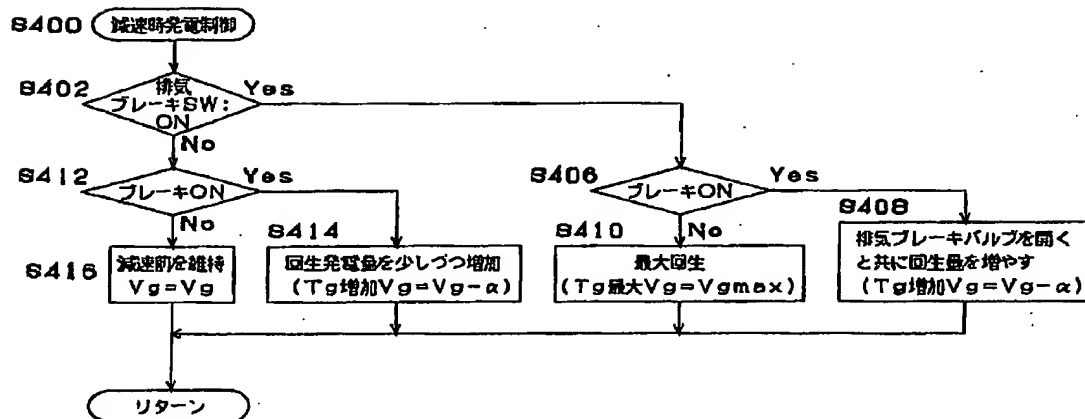 S400
減速時発電制御
S402
排気
ブレーキSW:
ON
Yes
No
S412
ブレーキON
Yes
No
S406
ブレーキON
Yes
No
S408
排気ブレーキバルブを開く
と共に回生量を増やす
(Tg増加Vg=Vg-α)
S410
最大回生
(Tg最大Vg=Vgmax)
S414
回生発電量を少しづつ増加
(Tg増加Vg=Vg-α)
S416
減速前を維持
Vg=Vg
リターン